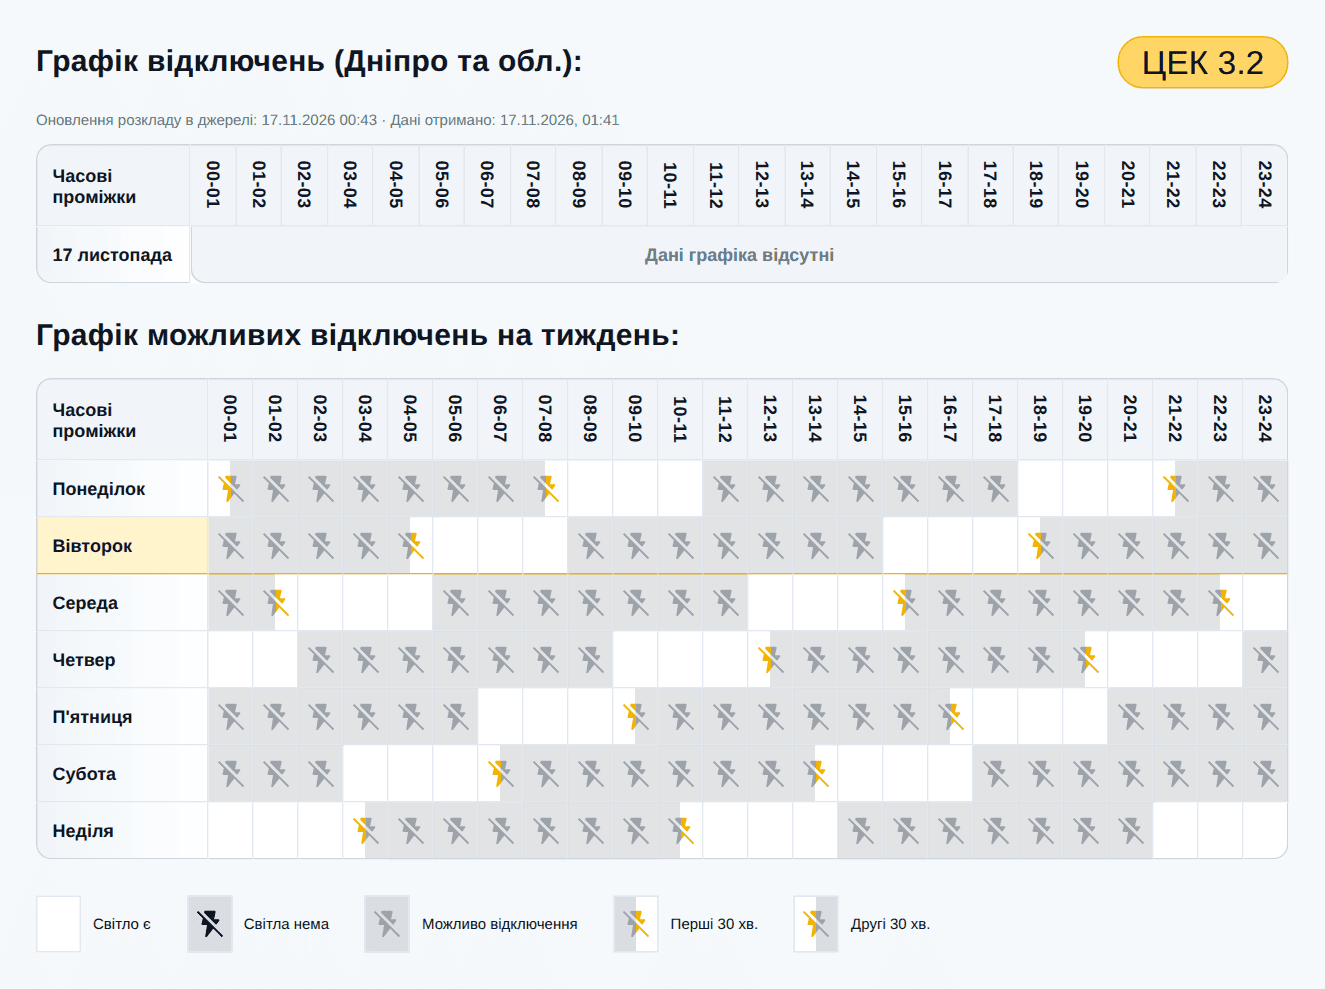 Графік відключень (Дніпро та обл.):
ЦЕК 3.2
Оновлення розкладу в джерелі: 17.11.2026 00:43 · Дані отримано: 17.11.2026, 01:41
Часові
проміжки
00-01 01-02 02-03 03-04 04-05 05-06 06-07 07-08 08-09 09-10 10-11 11-12 12-13 13-14 14-15 15-16 16-17 17-18 18-19 19-20 20-21 21-22 22-23 23-24
17 листопада
Дані графіка відсутні
Графік можливих відключень на тиждень:
Часові
проміжки
00-01 01-02 02-03 03-04 04-05 05-06 06-07 07-08 08-09 09-10 10-11 11-12 12-13 13-14 14-15 15-16 16-17 17-18 18-19 19-20 20-21 21-22 22-23 23-24
Понеділок
Вівторок
Середа
Четвер
П'ятниця
Субота
Неділя
Світло є
Світла нема
Можливо відключення
Перші 30 хв.
Другі 30 хв.